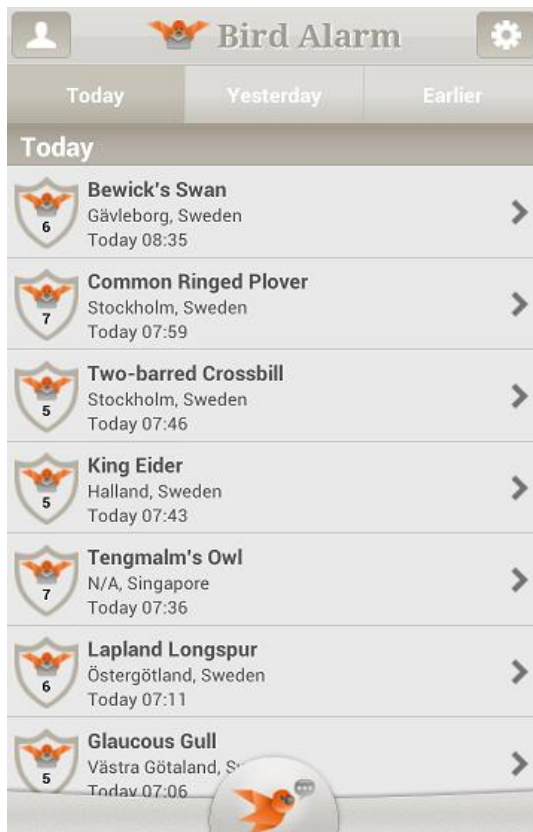 Bird Alarm
Today Yesterday Earlier
Today
Bewick's Swan
Gävleborg, Sweden
6
Today 08:35
Common Ringed Plover
Stockholm, Sweden
7
Today 07:59
Two-barred Crossbill
Stockholm, Sweden
5
Today 07:46
King Eider
Halland, Sweden
5
Today 07:43
Tengmalm's Owl
N/A, Singapore
7
Today 07:36
Lapland Longspur
Östergötland, Sweden
6
Today 07:11
Glaucous Gull
Västra Götaland,
5
Today 07:06